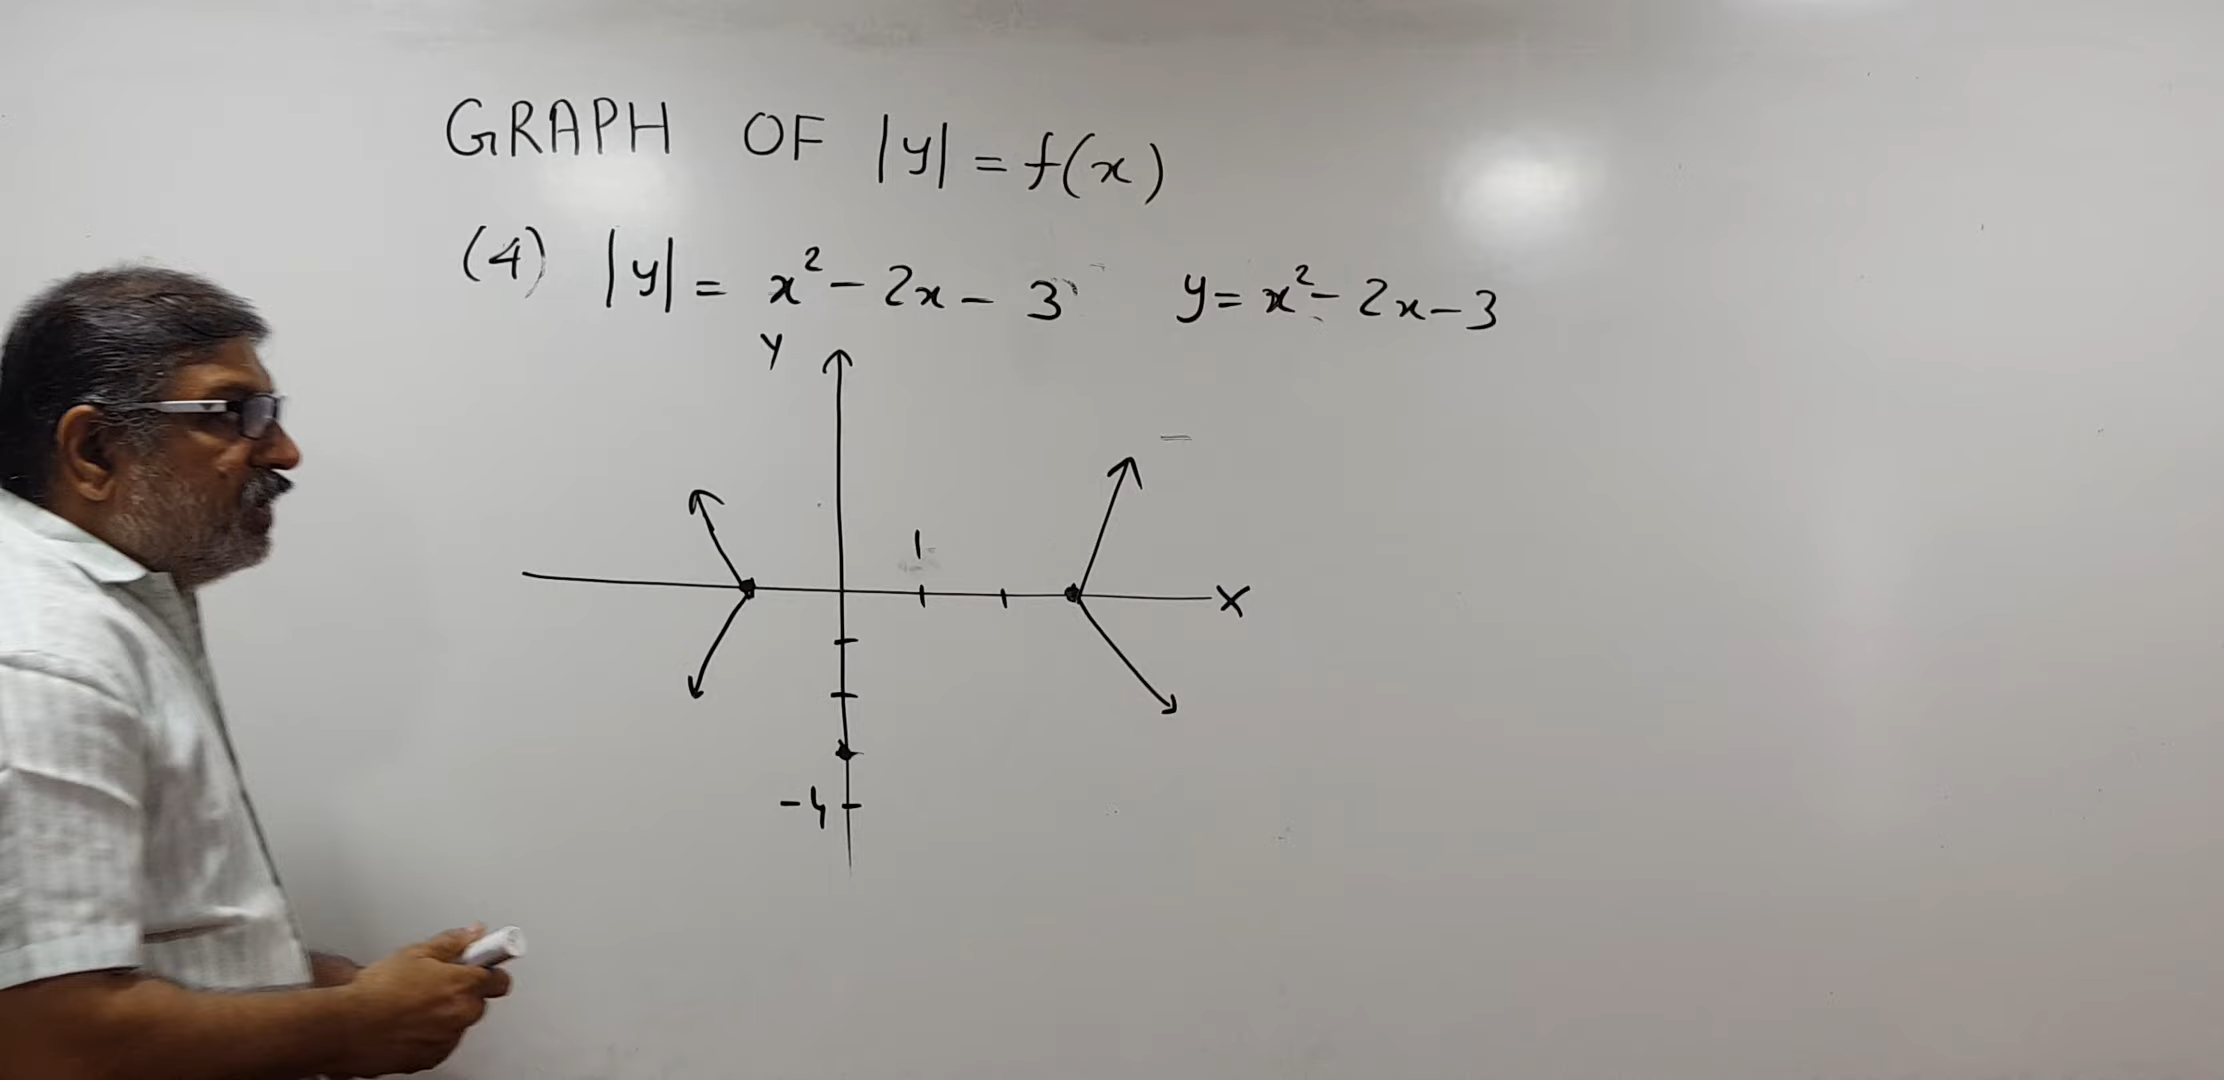 GRAPH OF |y| = f(x)
(4) |y| = x² - 2x - 3 y = x² - 2x - 3
Y
1
X
-4